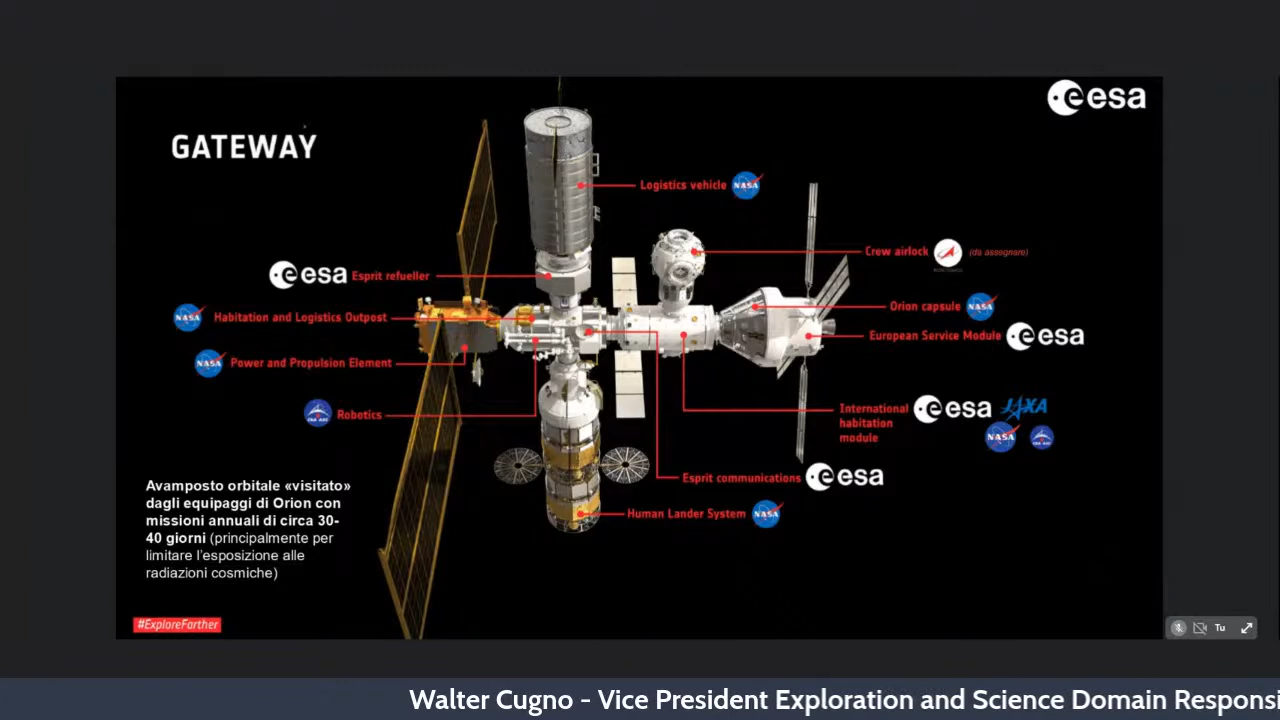 esa
GATEWAY
Logistics vehicle NASA
Crew airlock (da assegnare)
esa Esprit refueller
Orion capsule NASA
NASA Habitation and Logistics Outpost
European Service Module esa
NASA Power and Propulsion Element
Robotics
International habitation module
esa JAXA
NASA
Esprit communications esa
Human Lander System NASA
Avamposto orbitale «visitato»
dagli equipaggi di Orion con
missioni annuali di circa 30-
40 giorni (principalmente per
limitare l'esposizione alle
radiazioni cosmiche)
#ExploreFarther
Tu
Walter Cugno - Vice President Exploration and Science Domain Responsi